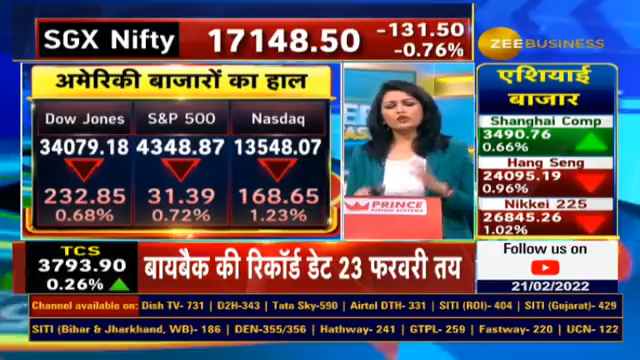 SGX Nifty 17148.50 -131.50
-0.76%
ZEE BUSINESS
अमेरिकी बाजारों का हाल
Dow Jones S&P 500 Nasdaq
34079.18 4348.87 13548.07
232.85 31.39 168.65
0.68% 0.72% 1.23%
PRINCE
PIPING SYSTEMS
एशियाई
बाजार
Shanghai Comp
3490.76
0.66%
Hang Seng
24095.19
0.96%
Nikkei 225
26845.26
1.02%
TCS
3793.90
0.26%
बायबैक की रिकॉर्ड डेट 23 फरवरी तय
Follow us on
21/02/2022
Channel available on: Dish TV- 731 | D2H-343 | Tata Sky-590 | Airtel DTH- 331 | SITI (ROI)- 404 | SITI (Gujarat)- 429
SITI (Bihar & Jharkhand, WB)- 186 | DEN-355/356 | Hathway- 241 | GTPL- 259 | Fastway- 220 | UCN- 122